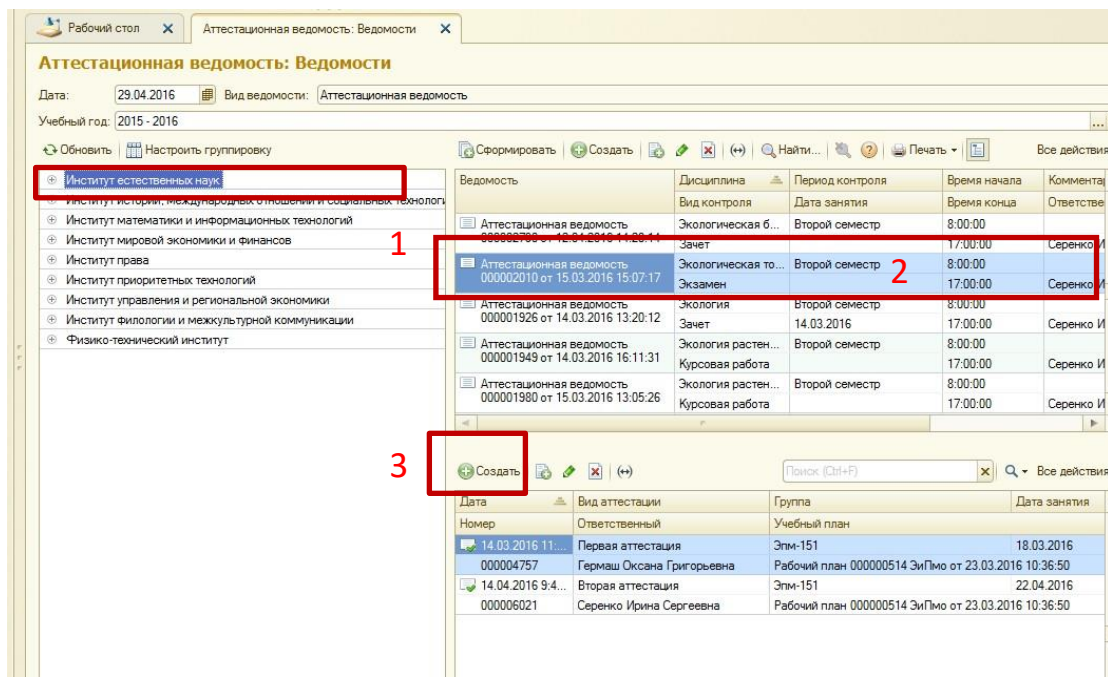 Рабочий стол X Аттестационная ведомость: Ведомости X
Аттестационная ведомость: Ведомости
Дата: 29.04.2016 Вид ведомости: Аттестационная ведомость
Учебный год: 2015 - 2016 ...
Обновить Настроить группировку
Институт естественных наук
Институт истории, международных отношений и социальных технологи
Институт математики и информационных технологий
Институт мировой экономики и финансов
Институт права
Институт приоритетных технологий
Институт управления и региональной экономики
Институт филологии и межкультурной коммуникации
Физико-технический институт
1
Сформировать Создать Найти... Печать Все действия
Ведомость Дисциплина Период контроля Время начала Коммента
Вид контроля Дата занятия Время конца Ответстве
Аттестационная ведомость Экологическая б... Второй семестр 8:00:00
Зачет 17:00:00 Серенко И
Аттестационная ведомость Экологическая то... Второй семестр 8:00:00
000002010 от 15.03.2016 15:07:17 Экзамен 17:00:00 Серенко И
2
Аттестационная ведомость Экология Второй семестр 8:00:00
000001926 от 14.03.2016 13:20:12 Зачет 14.03.2016 17:00:00 Серенко И
Аттестационная ведомость Экология растен... Второй семестр 8:00:00
000001949 от 14.03.2016 16:11:31 Курсовая работа 17:00:00 Серенко И
Аттестационная ведомость Экология растен... Второй семестр 8:00:00
000001980 от 15.03.2016 13:05:26 Курсовая работа 17:00:00 Серенко И
3
Создать Поиск (Ctrl+F) x Все действия
Дата Вид аттестации Группа Дата занятия
Номер Ответственный Учебный план
14.03.2016 11:... Первая аттестация Эпм-151 18.03.2016
000004757 Гермаш Оксана Григорьевна Рабочий план 000000514 ЭиПмо от 23.03.2016 10:36:50
14.04.2016 9:4... Вторая аттестация Эпм-151 22.04.2016
000006021 Серенко Ирина Сергеевна Рабочий план 000000514 ЭиПмо от 23.03.2016 10:36:50